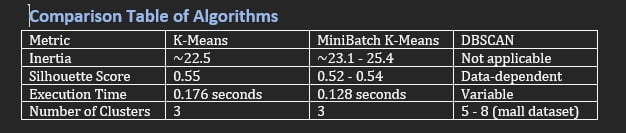 Comparison Table of Algorithms
Metric K-Means MiniBatch K-Means DBSCAN
Inertia ~22.5 ~23.1 - 25.4 Not applicable
Silhouette Score 0.55 0.52 - 0.54 Data-dependent
Execution Time 0.176 seconds 0.128 seconds Variable
Number of Clusters 3 3 5 - 8 (mall dataset)